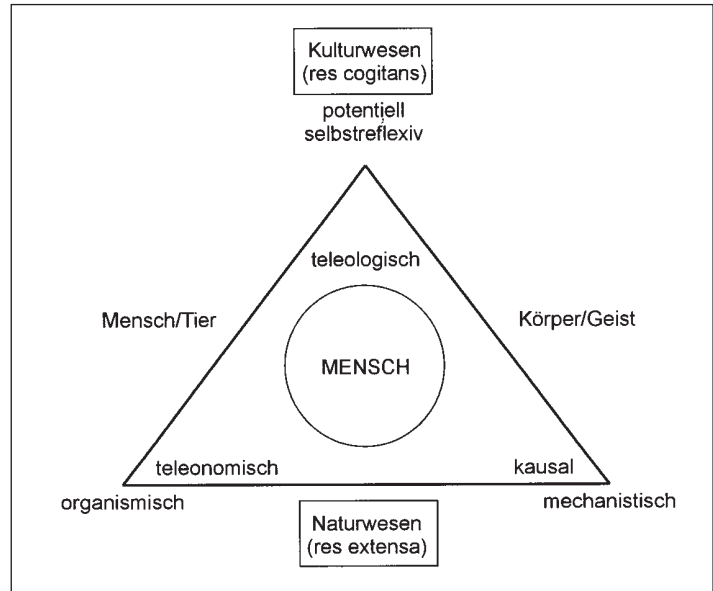 Kulturwesen
(res cogitans)
potentiell
selbstreflexiv
teleologisch
Mensch/Tier
Körper/Geist
MENSCH
teleonomisch
kausal
organismisch
mechanistisch
Naturwesen
(res extensa)